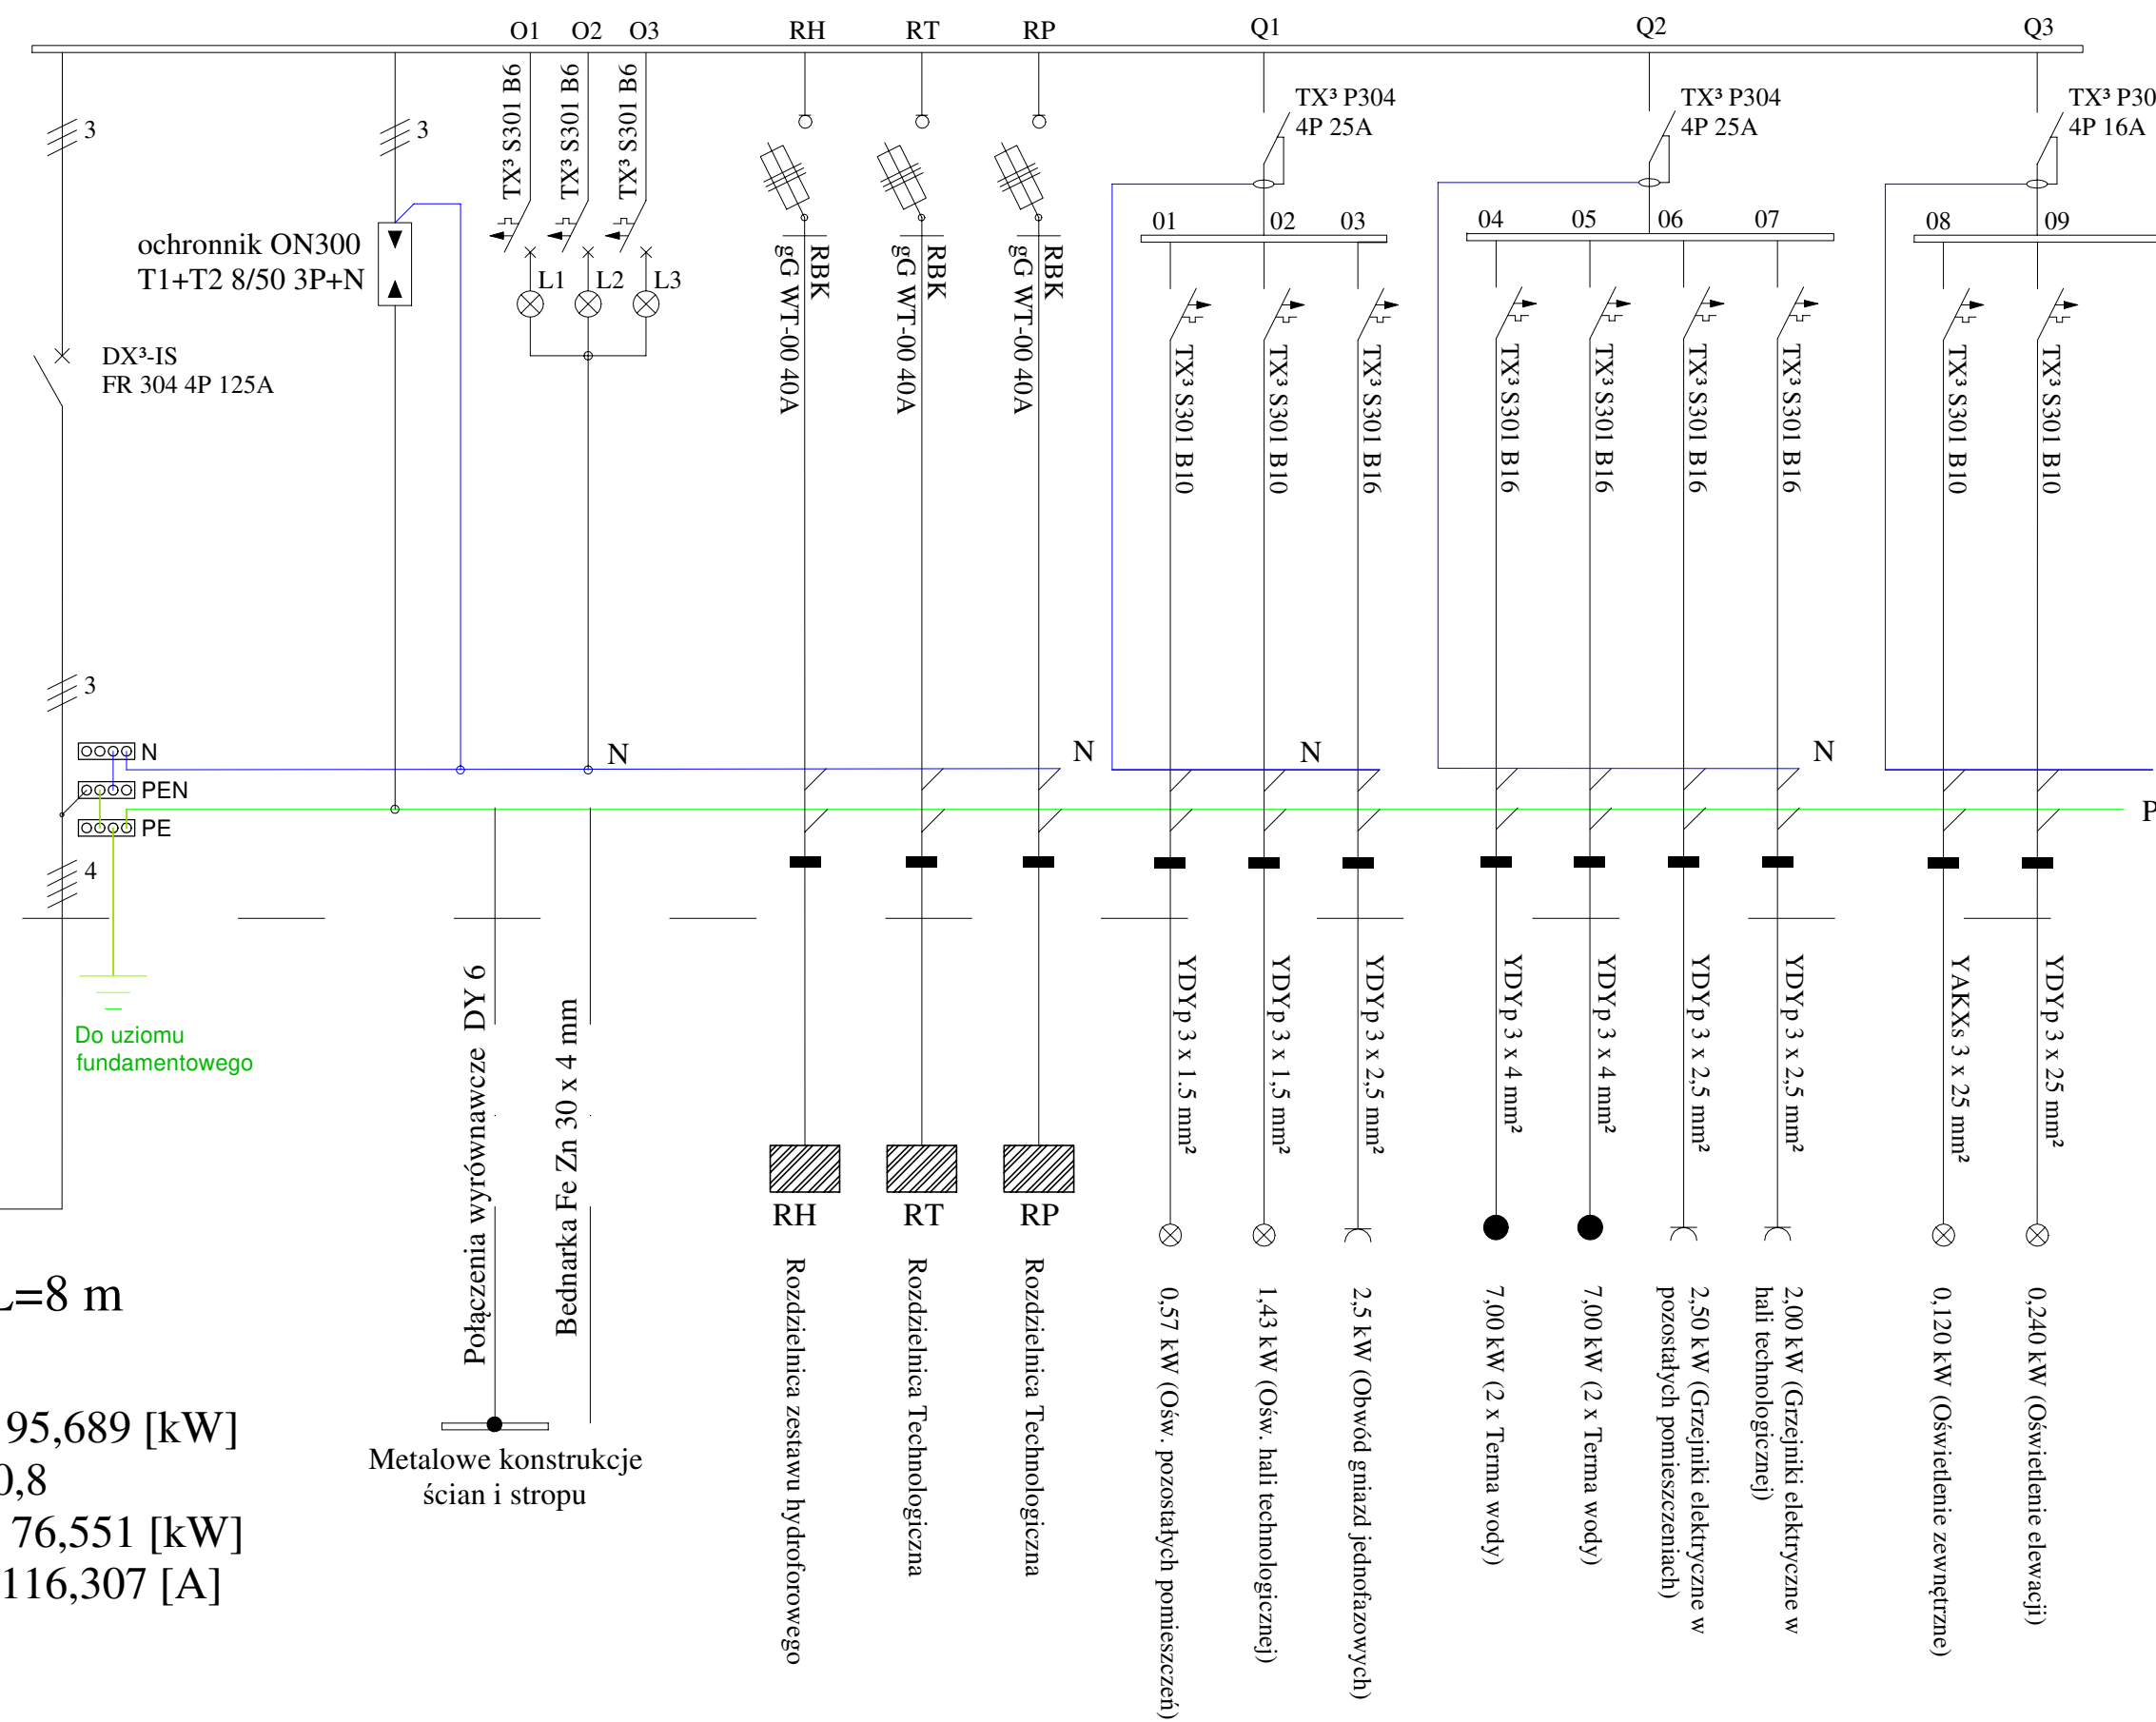 O1 O2 O3 RH RT RP Q1 Q2 Q3
TX³ S301 B6
TX³ S301 B6
TX³ S301 B6
TX³ P304
4P 25A
TX³ P304
4P 25A
TX³ P30
4P 16A
3
3
ochronnik ON300
T1+T2 8/50 3P+N
L1 L2 L3
RBK
gG WT-00 40A
RBK
gG WT-00 40A
RBK
gG WT-00 40A
01 02 03 04 05 06 07 08 09
DX³-IS
FR 304 4P 125A
TX³ S301 B10
TX³ S301 B10
TX³ S301 B16
TX³ S301 B16
TX³ S301 B16
TX³ S301 B16
TX³ S301 B16
TX³ S301 B10
TX³ S301 B10
3
N
PEN
PE
N
N
N
N
P
4
Do uziomu
fundamentowego
Połączenia wyrównawcze DY 6
Bednarka Fe Zn 30 x 4 mm
YDYp 3 x 1.5 mm²
YDYp 3 x 1,5 mm²
YDYp 3 x 2,5 mm²
YDYp 3 x 4 mm²
YDYp 3 x 4 mm²
YDYp 3 x 2,5 mm²
YDYp 3 x 2,5 mm²
YAKXs 3 x 25 mm²
YDYp 3 x 25 mm²
RH RT RP
Rozdzielnica zestawu hydroforowego
Rozdzielnica Technologiczna
Rozdzielnica Technologiczna
0,57 kW (Ośw. pozostałych pomieszczeń)
1,43 kW (Ośw. hali technologicznej)
2,5 kW (Obwód gniazd jednofazowych)
7,00 kW (2 x Terma wody)
7,00 kW (2 x Terma wody)
2,50 kW (Grzejniki elektryczne w
pozostałych pomieszczeniach)
2,00 kW (Grzejniki elektryczne w
hali technologicznej)
0,120 kW (Oświetlenie zewnętrzne)
0,240 kW (Oświetlenie elewacji)
L=8 m
95,689 [kW]
0,8
76,551 [kW]
116,307 [A]
Metalowe konstrukcje
ścian i stropu